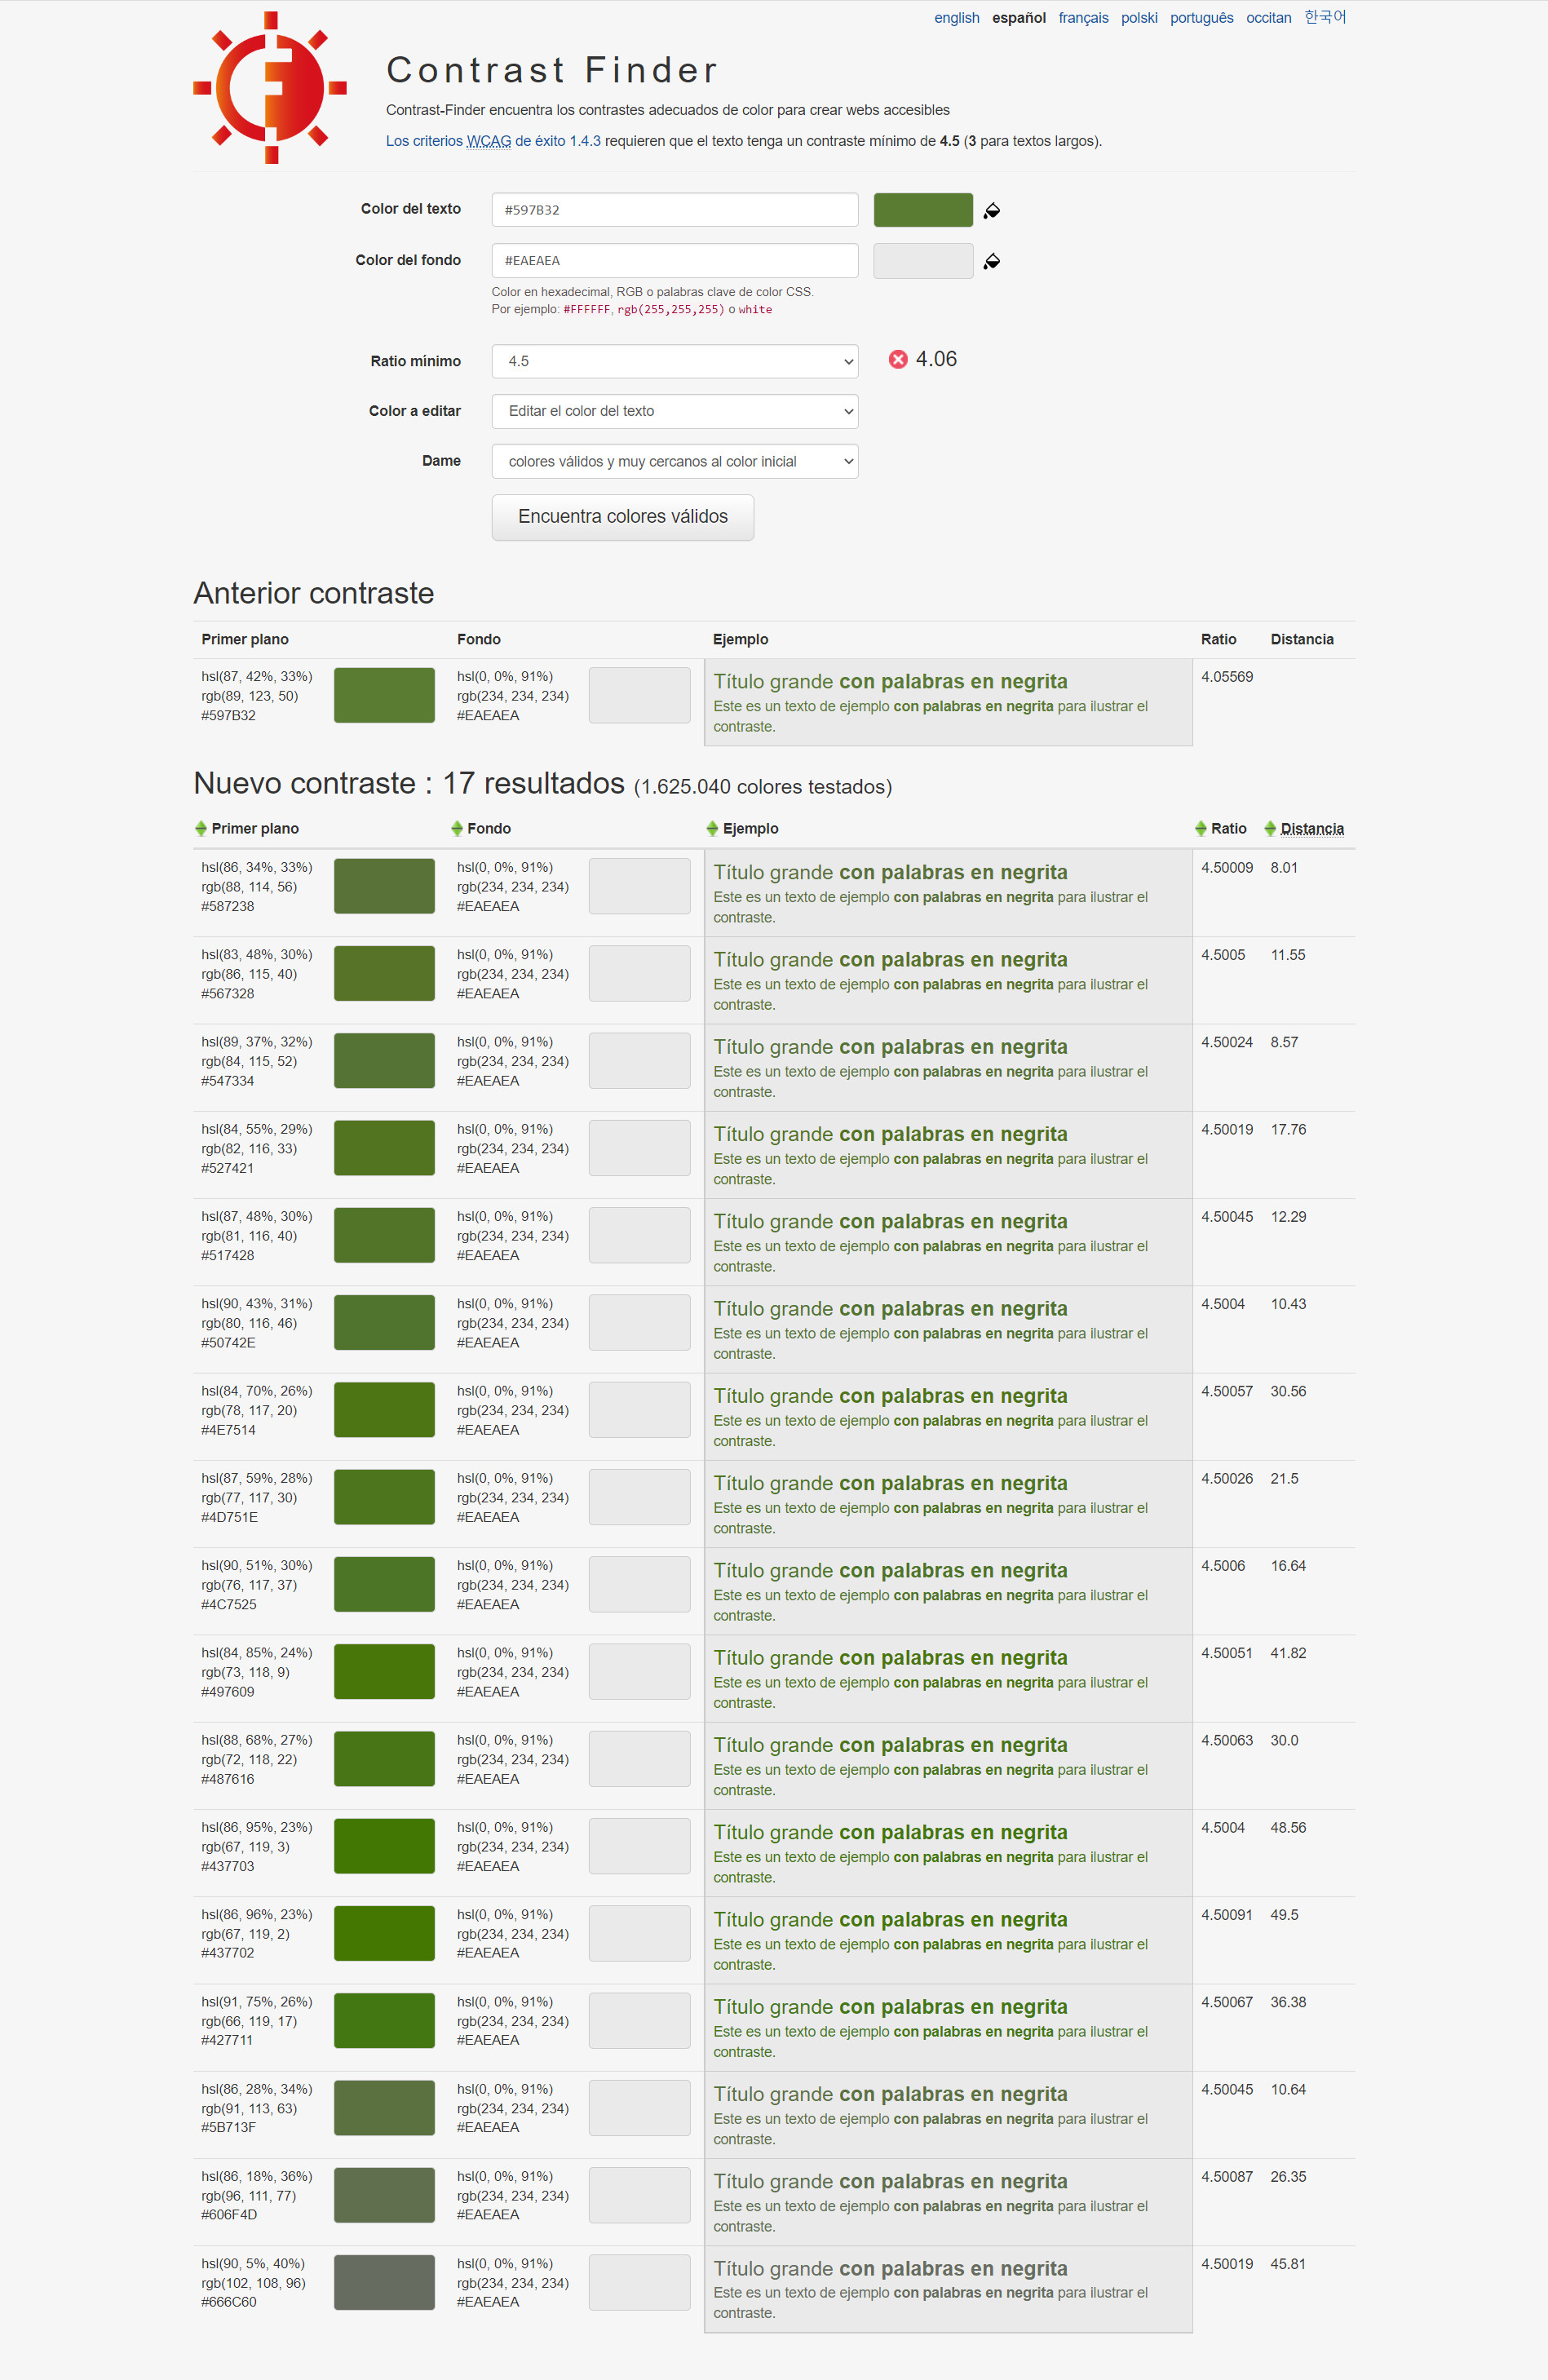 english español français polski português occitan 한국어
Contrast Finder
Contrast-Finder encuentra los contrastes adecuados de color para crear webs accesibles
Los criterios WCAG de éxito 1.4.3 requieren que el texto tenga un contraste mínimo de 4.5 (3 para textos largos).
Color del texto #597B32
Color del fondo #EAEAEA
Color en hexadecimal, RGB o palabras clave de color CSS.
Por ejemplo: #FFFFFF, rgb(255,255,255) o white
Ratio mínimo 4.5 4.06
Color a editar Editar el color del texto
Dame colores válidos y muy cercanos al color inicial
Encuentra colores válidos
Anterior contraste
Primer plano Fondo Ejemplo Ratio Distancia
hsl(87, 42%, 33%) hsl(0, 0%, 91%) Título grande con palabras en negrita 4.05569
rgb(89, 123, 50) rgb(234, 234, 234) Este es un texto de ejemplo con palabras en negrita para ilustrar el
#597B32 #EAEAEA contraste.
Nuevo contraste : 17 resultados (1.625.040 colores testados)
Primer plano Fondo Ejemplo Ratio Distancia
hsl(86, 34%, 33%) hsl(0, 0%, 91%) Título grande con palabras en negrita 4.50009 8.01
rgb(88, 114, 56) rgb(234, 234, 234) Este es un texto de ejemplo con palabras en negrita para ilustrar el
#587238 #EAEAEA contraste.
hsl(83, 48%, 30%) hsl(0, 0%, 91%) Título grande con palabras en negrita 4.5005 11.55
rgb(86, 115, 40) rgb(234, 234, 234) Este es un texto de ejemplo con palabras en negrita para ilustrar el
#567328 #EAEAEA contraste.
hsl(89, 37%, 32%) hsl(0, 0%, 91%) Título grande con palabras en negrita 4.50024 8.57
rgb(84, 115, 52) rgb(234, 234, 234) Este es un texto de ejemplo con palabras en negrita para ilustrar el
#547334 #EAEAEA contraste.
hsl(84, 55%, 29%) hsl(0, 0%, 91%) Título grande con palabras en negrita 4.50019 17.76
rgb(82, 116, 33) rgb(234, 234, 234) Este es un texto de ejemplo con palabras en negrita para ilustrar el
#527421 #EAEAEA contraste.
hsl(87, 48%, 30%) hsl(0, 0%, 91%) Título grande con palabras en negrita 4.50045 12.29
rgb(81, 116, 40) rgb(234, 234, 234) Este es un texto de ejemplo con palabras en negrita para ilustrar el
#517428 #EAEAEA contraste.
hsl(90, 43%, 31%) hsl(0, 0%, 91%) Título grande con palabras en negrita 4.5004 10.43
rgb(80, 116, 46) rgb(234, 234, 234) Este es un texto de ejemplo con palabras en negrita para ilustrar el
#50742E #EAEAEA contraste.
hsl(84, 70%, 26%) hsl(0, 0%, 91%) Título grande con palabras en negrita 4.50057 30.56
rgb(78, 117, 20) rgb(234, 234, 234) Este es un texto de ejemplo con palabras en negrita para ilustrar el
#4E7514 #EAEAEA contraste.
hsl(87, 59%, 28%) hsl(0, 0%, 91%) Título grande con palabras en negrita 4.50026 21.5
rgb(77, 117, 30) rgb(234, 234, 234) Este es un texto de ejemplo con palabras en negrita para ilustrar el
#4D751E #EAEAEA contraste.
hsl(90, 51%, 30%) hsl(0, 0%, 91%) Título grande con palabras en negrita 4.5006 16.64
rgb(76, 117, 37) rgb(234, 234, 234) Este es un texto de ejemplo con palabras en negrita para ilustrar el
#4C7525 #EAEAEA contraste.
hsl(84, 85%, 24%) hsl(0, 0%, 91%) Título grande con palabras en negrita 4.50051 41.82
rgb(73, 118, 9) rgb(234, 234, 234) Este es un texto de ejemplo con palabras en negrita para ilustrar el
#497609 #EAEAEA contraste.
hsl(88, 68%, 27%) hsl(0, 0%, 91%) Título grande con palabras en negrita 4.50063 30.0
rgb(72, 118, 22) rgb(234, 234, 234) Este es un texto de ejemplo con palabras en negrita para ilustrar el
#487616 #EAEAEA contraste.
hsl(86, 95%, 23%) hsl(0, 0%, 91%) Título grande con palabras en negrita 4.5004 48.56
rgb(67, 119, 3) rgb(234, 234, 234) Este es un texto de ejemplo con palabras en negrita para ilustrar el
#437703 #EAEAEA contraste.
hsl(86, 96%, 23%) hsl(0, 0%, 91%) Título grande con palabras en negrita 4.50091 49.5
rgb(67, 119, 2) rgb(234, 234, 234) Este es un texto de ejemplo con palabras en negrita para ilustrar el
#437702 #EAEAEA contraste.
hsl(91, 75%, 26%) hsl(0, 0%, 91%) Título grande con palabras en negrita 4.50067 36.38
rgb(66, 119, 17) rgb(234, 234, 234) Este es un texto de ejemplo con palabras en negrita para ilustrar el
#427711 #EAEAEA contraste.
hsl(86, 28%, 34%) hsl(0, 0%, 91%) Título grande con palabras en negrita 4.50045 10.64
rgb(91, 113, 63) rgb(234, 234, 234) Este es un texto de ejemplo con palabras en negrita para ilustrar el
#5B713F #EAEAEA contraste.
hsl(86, 18%, 36%) hsl(0, 0%, 91%) Título grande con palabras en negrita 4.50087 26.35
rgb(96, 111, 77) rgb(234, 234, 234) Este es un texto de ejemplo con palabras en negrita para ilustrar el
#606F4D #EAEAEA contraste.
hsl(90, 5%, 40%) hsl(0, 0%, 91%) Título grande con palabras en negrita 4.50019 45.81
rgb(102, 108, 96) rgb(234, 234, 234) Este es un texto de ejemplo con palabras en negrita para ilustrar el
#666C60 #EAEAEA contraste.